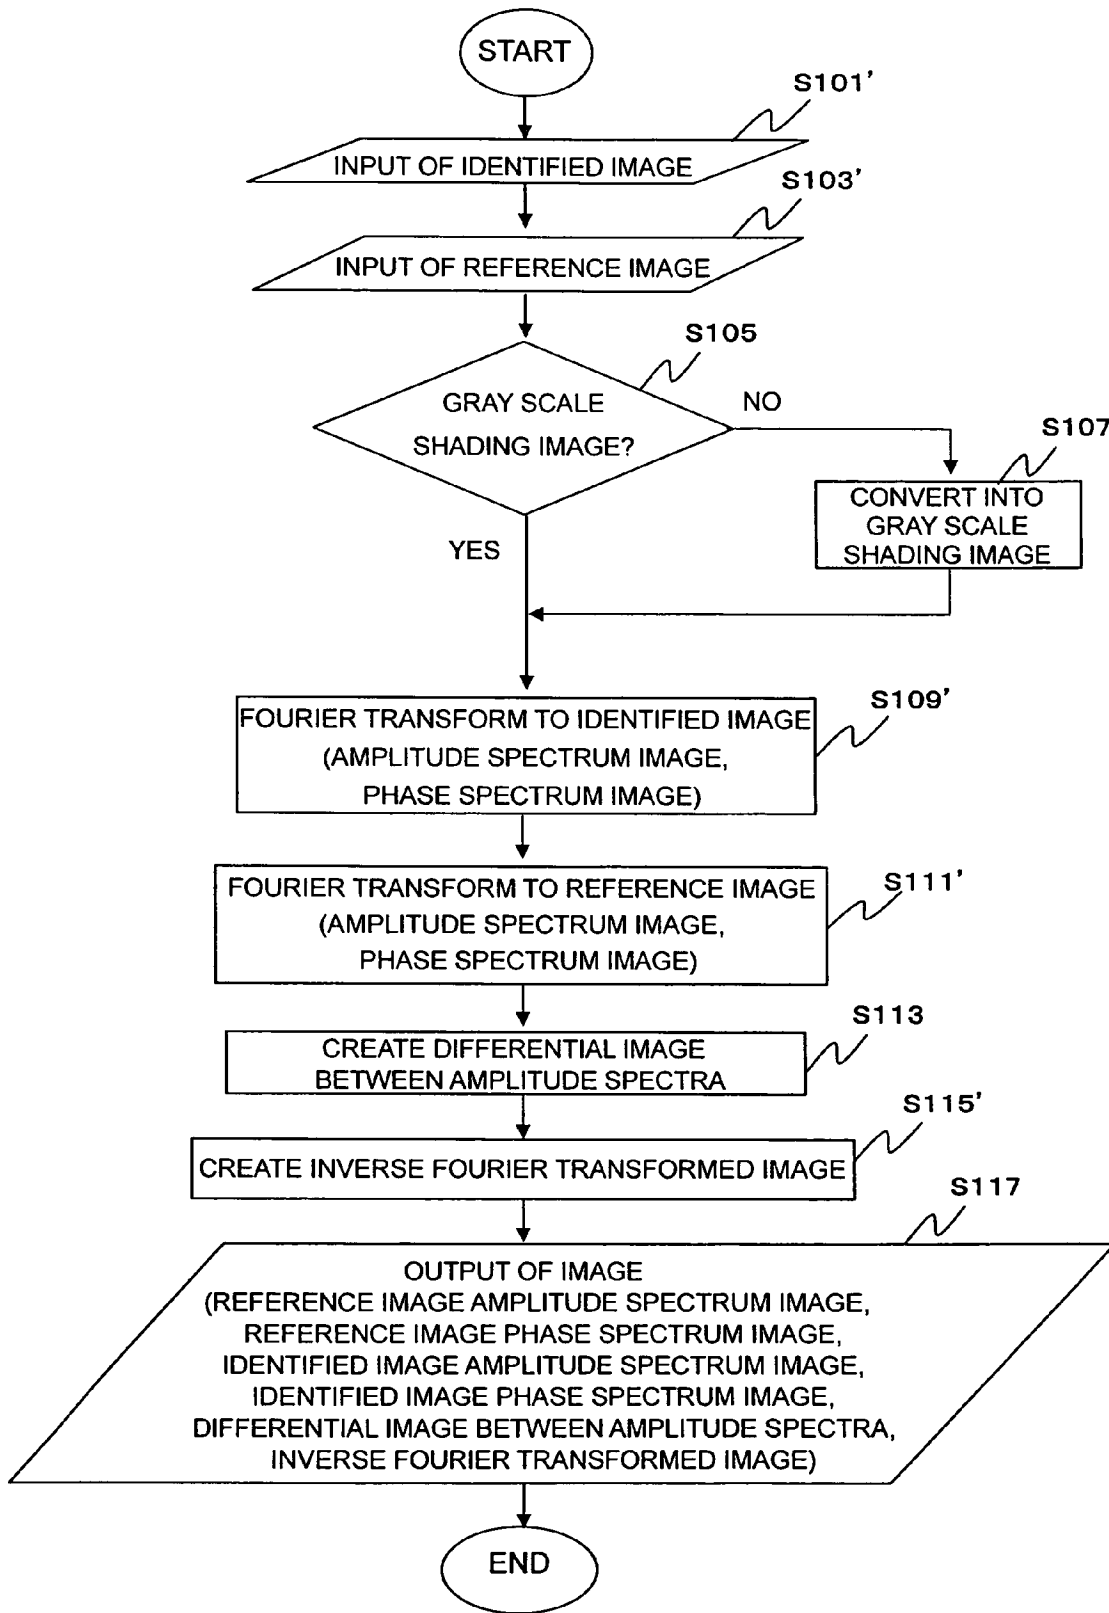 START
S101'
INPUT OF IDENTIFIED IMAGE
S103'
INPUT OF REFERENCE IMAGE
S105
GRAY SCALE
SHADING IMAGE?
NO
S107
CONVERT INTO
GRAY SCALE
SHADING IMAGE
YES
S109'
FOURIER TRANSFORM TO IDENTIFIED IMAGE
(AMPLITUDE SPECTRUM IMAGE,
PHASE SPECTRUM IMAGE)
S111'
FOURIER TRANSFORM TO REFERENCE IMAGE
(AMPLITUDE SPECTRUM IMAGE,
PHASE SPECTRUM IMAGE)
S113
CREATE DIFFERENTIAL IMAGE
BETWEEN AMPLITUDE SPECTRA
S115'
CREATE INVERSE FOURIER TRANSFORMED IMAGE
S117
OUTPUT OF IMAGE
(REFERENCE IMAGE AMPLITUDE SPECTRUM IMAGE,
REFERENCE IMAGE PHASE SPECTRUM IMAGE,
IDENTIFIED IMAGE AMPLITUDE SPECTRUM IMAGE,
IDENTIFIED IMAGE PHASE SPECTRUM IMAGE,
DIFFERENTIAL IMAGE BETWEEN AMPLITUDE SPECTRA,
INVERSE FOURIER TRANSFORMED IMAGE)
END